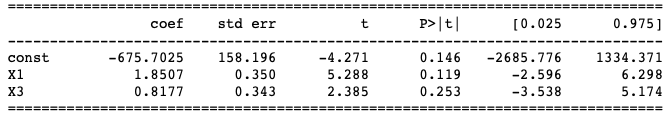 ==============================================================================
                 coef    std err          t      P>|t|      [0.025      0.975]
------------------------------------------------------------------------------
const       -675.7025    158.196     -4.271      0.146   -2685.776    1334.371
X1             1.8507      0.350      5.288      0.119      -2.596       6.298
X3             0.8177      0.343      2.385      0.253      -3.538       5.174
==============================================================================